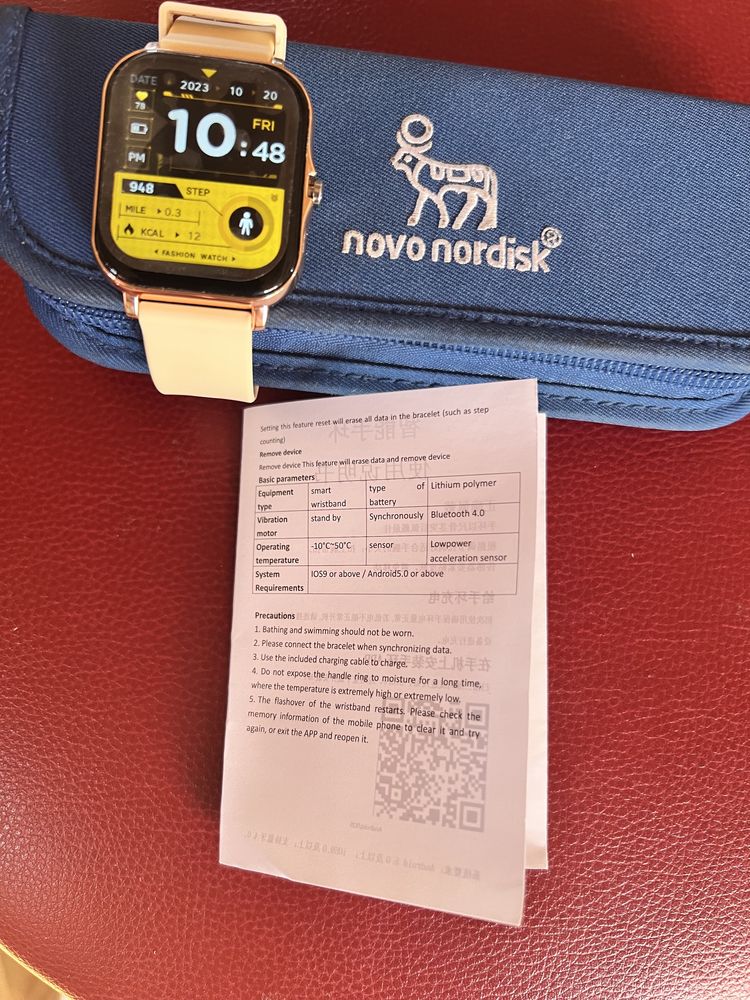 DATE
2023 10 20
78
FRI
10:48
PM
948 STEP
MILE 0.3
KCAL 12
FASHION WATCH
novo nordisk®
Setting this feature reset will erase all data in the bracelet (such as step
counting)
Remove device
Remove device This feature will erase data and remove device
Basic parameters
Equipment type smart wristband type of battery Lithium polymer
Vibration motor stand by Synchronously Bluetooth 4.0
Operating temperature -10°C~50°C sensor Lowpower acceleration sensor
System Requirements IOS9 or above / Android5.0 or above
Precautions
1. Bathing and swimming should not be worn.
2. Please connect the bracelet when synchronizing data.
3. Use the included charging cable to charge.
4. Do not expose the handle ring to moisture for a long time,
where the temperature is extremely high or extremely low.
5. The flashover of the wristband restarts. Please check the
memory information of the mobile phone to clear it and try
again, or exit the APP and reopen it.